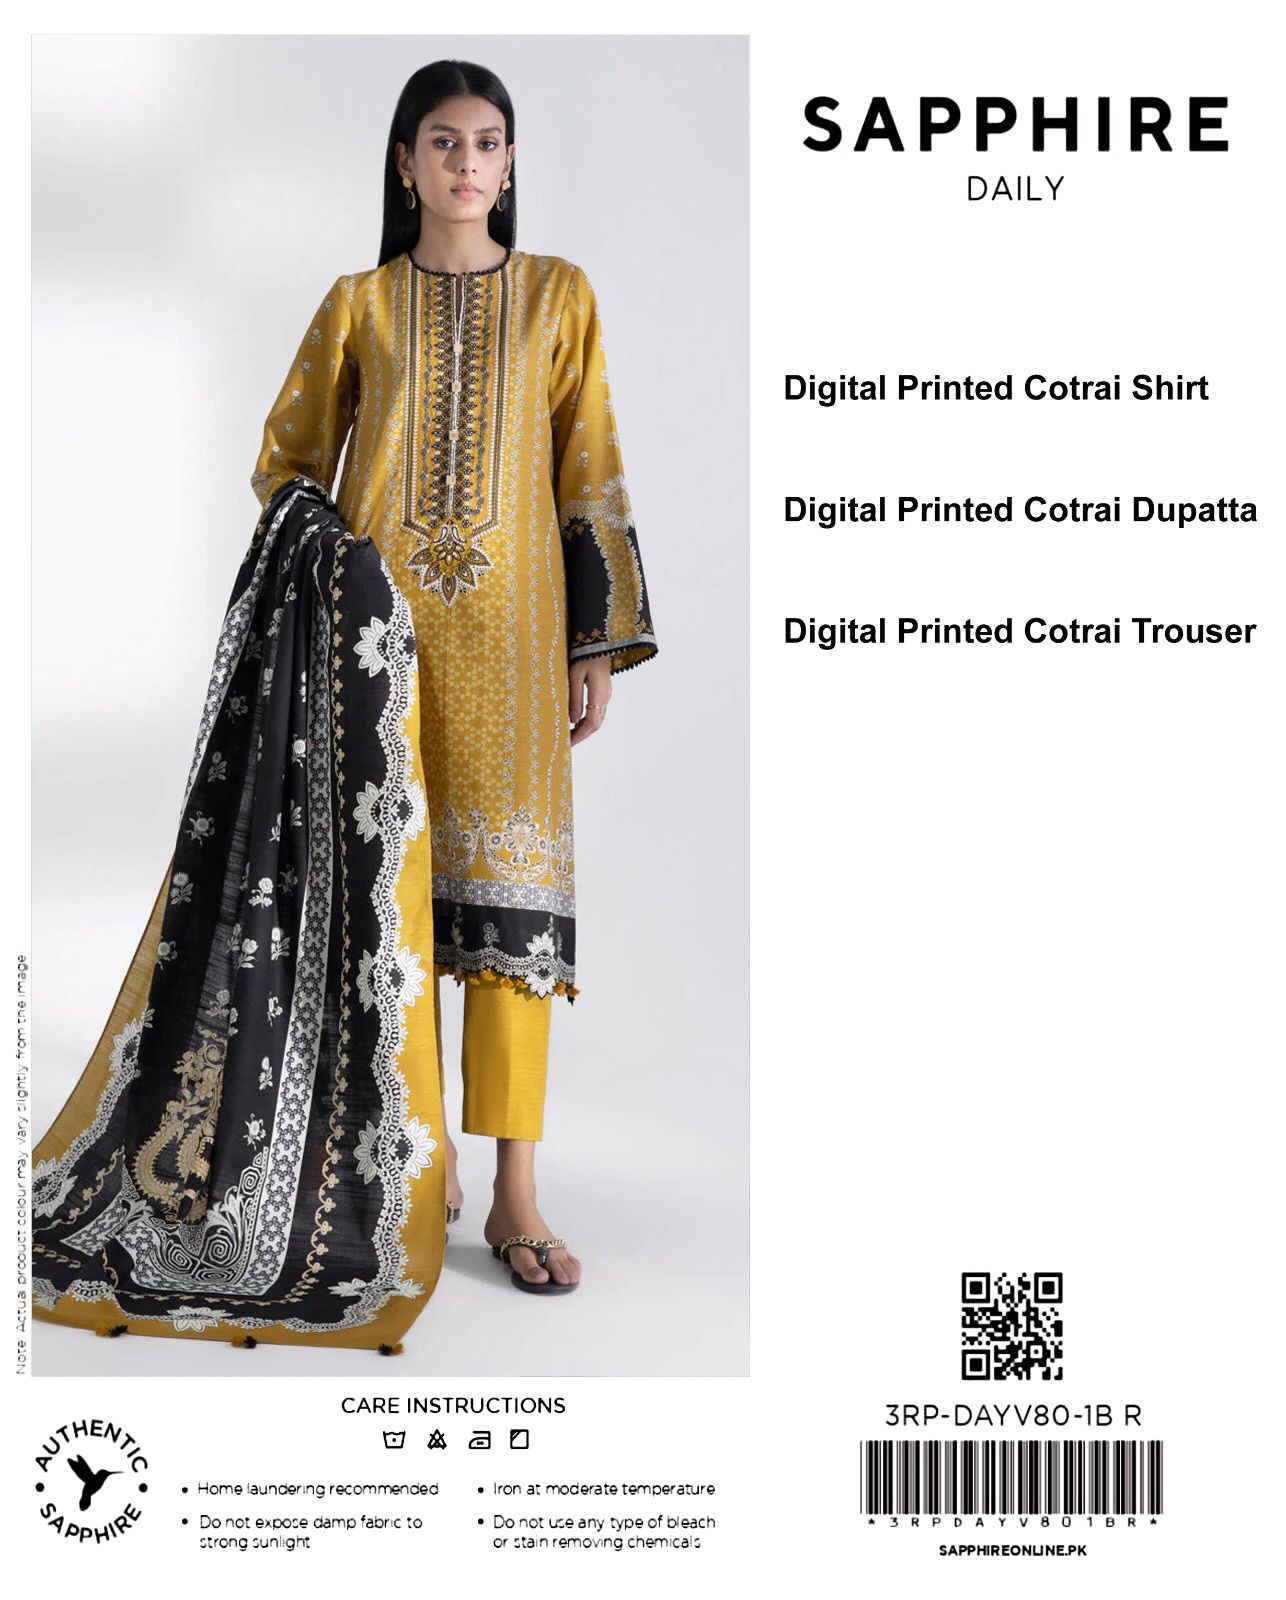 SAPPHIRE
DAILY
Digital Printed Cotrai Shirt
Digital Printed Cotrai Dupatta
Digital Printed Cotrai Trouser
Note: Actual product colour may vary slightly from the image
CARE INSTRUCTIONS
AUTHENTIC
SAPPHIRE
• Home laundering recommended
• Do not expose damp fabric to
strong sunlight
• Iron at moderate temperature
• Do not use any type of bleach
or stain removing chemicals
3RP-DAYV80-1B R
*3RPDAYV801BR*
SAPPHIREONLINE.PK